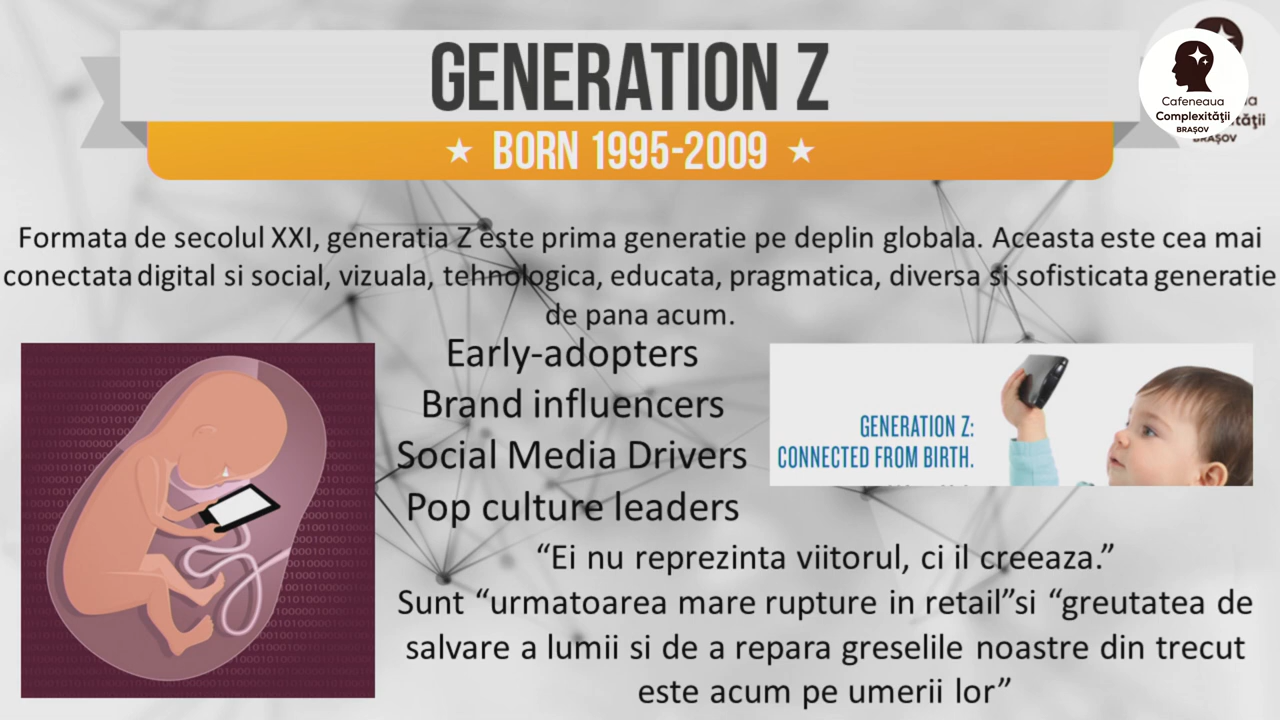 GENERATION Z
★ BORN 1995-2009 ★
Cafeneaua
Complexităţii
BRAŞOV
tăţii
BRAŞOV
Formata de secolul XXI, generatia Z este prima generatie pe deplin globala. Aceasta este cea mai
conectata digital si social, vizuala, tehnologica, educata, pragmatica, diversa si sofisticata generatie
de pana acum.
Early-adopters
Brand influencers
Social Media Drivers
Pop culture leaders
GENERATION Z:
CONNECTED FROM BIRTH.
“Ei nu reprezinta viitorul, ci il creeaza.”
Sunt “urmatoarea mare rupture in retail”si “greutatea de
salvare a lumii si de a repara greselile noastre din trecut
este acum pe umerii lor”